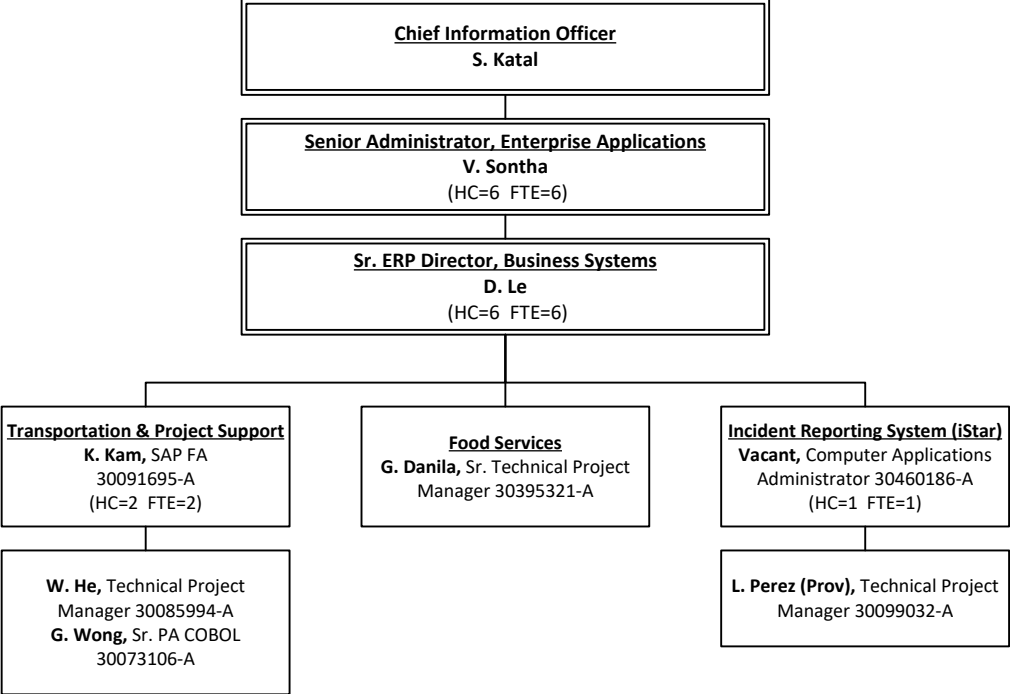 Chief Information Officer
S. Katal
Senior Administrator, Enterprise Applications
V. Sontha
(HC=6 FTE=6)
Sr. ERP Director, Business Systems
D. Le
(HC=6 FTE=6)
Transportation & Project Support
K. Kam, SAP FA
30091695-A
(HC=2 FTE=2)
Food Services
G. Danila, Sr. Technical Project
Manager 30395321-A
Incident Reporting System (iStar)
Vacant, Computer Applications
Administrator 30460186-A
(HC=1 FTE=1)
W. He, Technical Project
Manager 30085994-A
G. Wong, Sr. PA COBOL
30073106-A
L. Perez (Prov), Technical Project
Manager 30099032-A